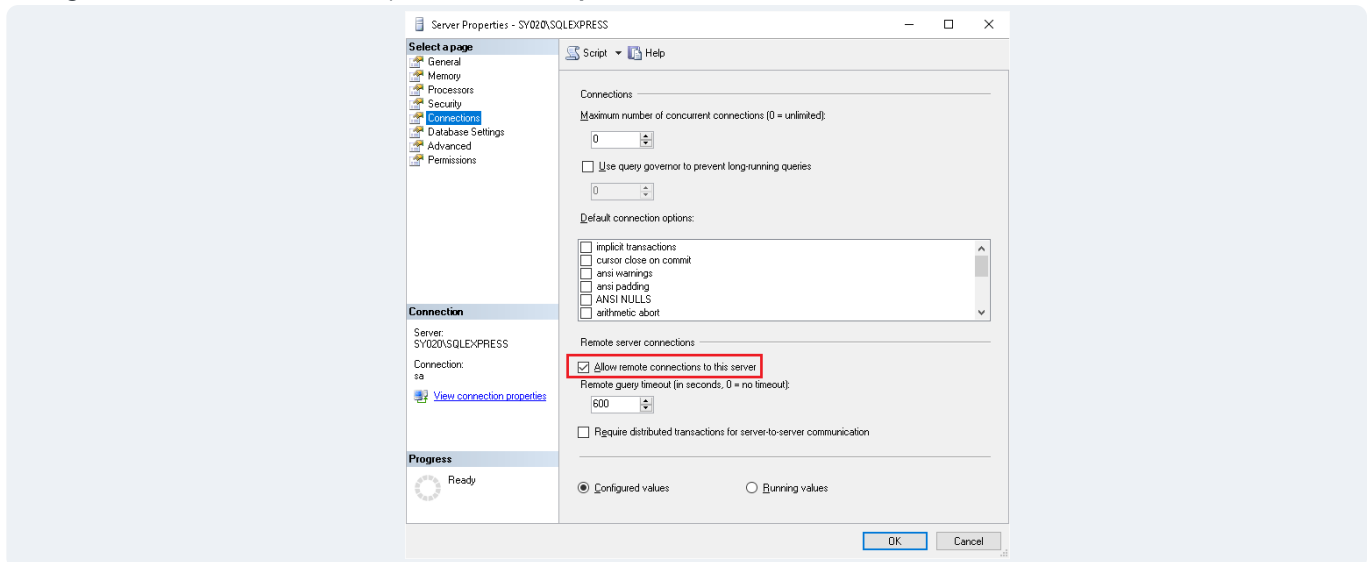 Server Properties - SY020\SQLEXPRESS
Select a page
General
Memory
Processors
Security
Connections
Database Settings
Advanced
Permissions
Script
Help
Connections
Maximum number of concurrent connections (0 = unlimited):
0
Use query governor to prevent long-running queries
0
Default connection options:
implicit transactions
cursor close on commit
ansi warnings
ansi padding
ANSI NULLS
arithmetic abort
Connection
Server:
SY020\SQLEXPRESS
Connection:
sa
View connection properties
Remote server connections
Allow remote connections to this server
Remote query timeout (in seconds, 0 = no timeout):
600
Require distributed transactions for server-to-server communication
Progress
Ready
Configured values
Running values
OK
Cancel